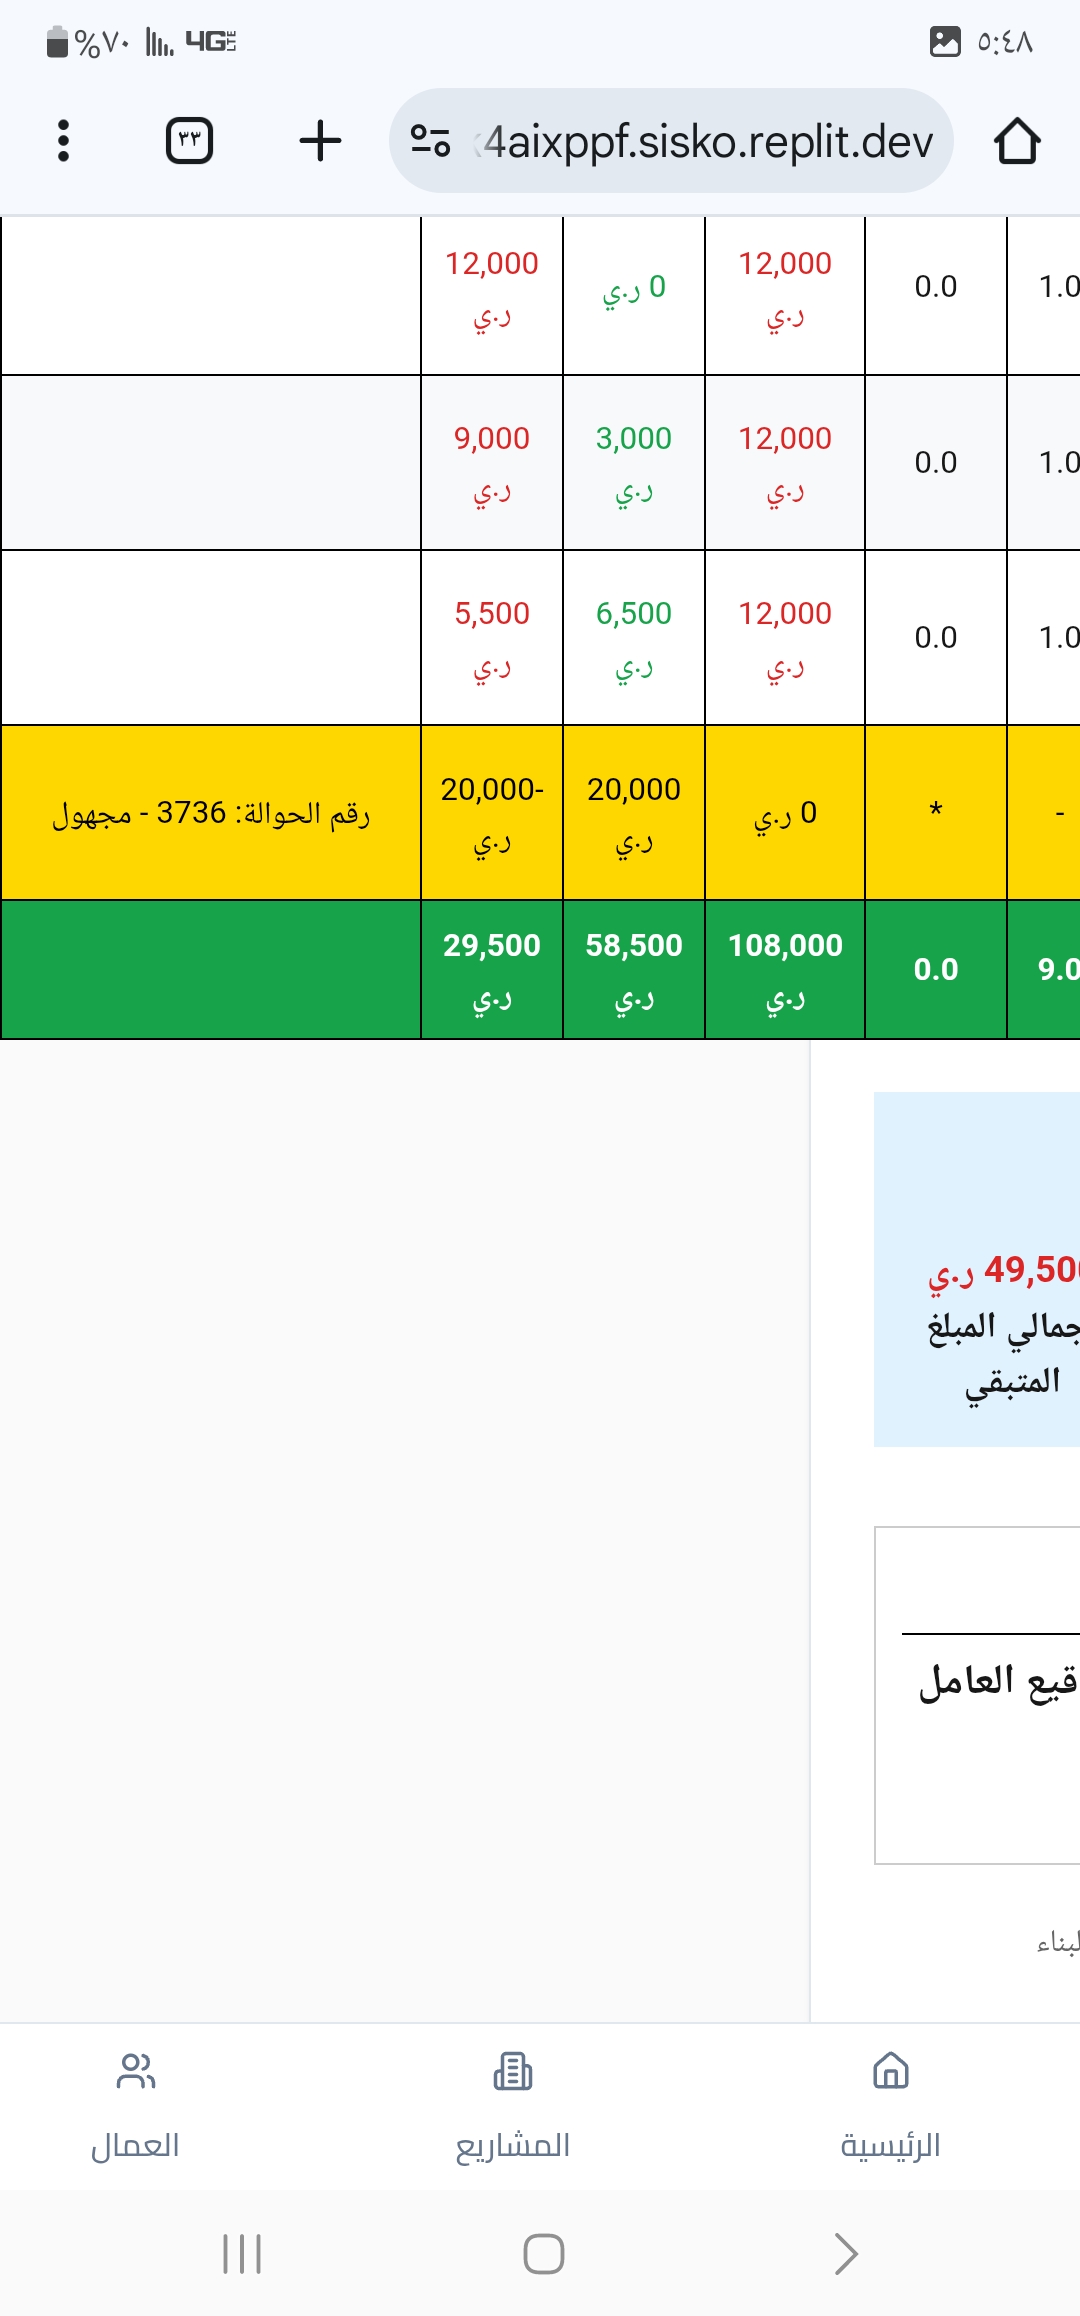 %٧٠ 4G LTE ٥:٤٨
٣٣ 4aixppf.sisko.replit.dev
1.0 0.0 12,000 ر.ي 0 ر.ي 12,000 ر.ي
1.0 0.0 12,000 ر.ي 3,000 ر.ي 9,000 ر.ي
1.0 0.0 12,000 ر.ي 6,500 ر.ي 5,500 ر.ي
- * 0 ر.ي 20,000 ر.ي 20,000- ر.ي رقم الحوالة: 3736 - مجهول
9.0 0.0 108,000 ر.ي 58,500 ر.ي 29,500 ر.ي
49,500 ر.ي
جمالي المبلغ
المتبقي
قيع العامل
لبناء
الرئيسية المشاريع العمال